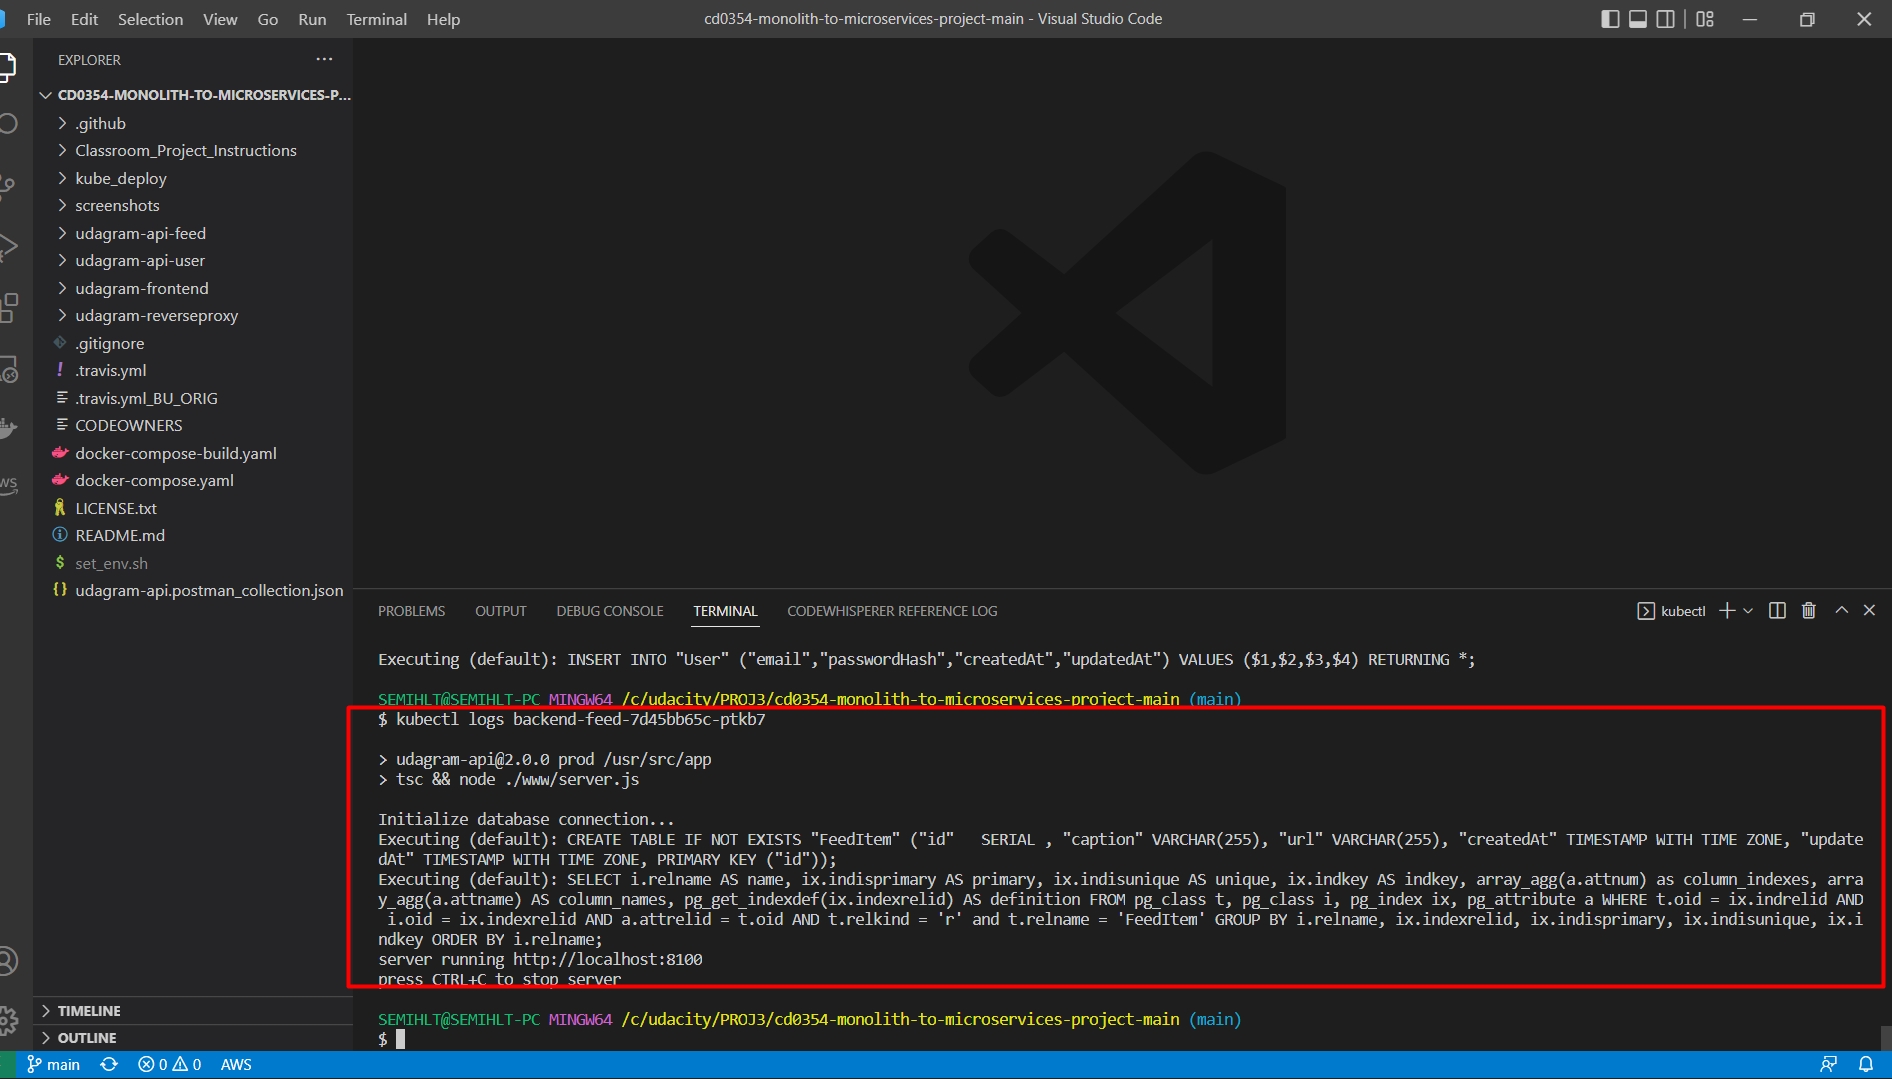 File Edit Selection View Go Run Terminal Help
cd0354-monolith-to-microservices-project-main - Visual Studio Code
EXPLORER
CD0354-MONOLITH-TO-MICROSERVICES-P...
.github
Classroom_Project_Instructions
kube_deploy
screenshots
udagram-api-feed
udagram-api-user
udagram-frontend
udagram-reverseproxy
.gitignore
! .travis.yml
.travis.yml_BU_ORIG
CODEOWNERS
docker-compose-build.yaml
docker-compose.yaml
LICENSE.txt
README.md
$ set_env.sh
{} udagram-api.postman_collection.json
TIMELINE
OUTLINE
PROBLEMS OUTPUT DEBUG CONSOLE TERMINAL CODEWHISPERER REFERENCE LOG
kubectl
Executing (default): INSERT INTO "User" ("email","passwordHash","createdAt","updatedAt") VALUES ($1,$2,$3,$4) RETURNING *;
SEMIHLT@SEMIHLT-PC MINGW64 /c/udacity/PROJ3/cd0354-monolith-to-microservices-project-main (main)
$ kubectl logs backend-feed-7d45bb65c-ptkb7
> udagram-api@2.0.0 prod /usr/src/app
> tsc && node ./www/server.js
Initialize database connection...
Executing (default): CREATE TABLE IF NOT EXISTS "FeedItem" ("id"   SERIAL , "caption" VARCHAR(255), "url" VARCHAR(255), "createdAt" TIMESTAMP WITH TIME ZONE, "update
dAt" TIMESTAMP WITH TIME ZONE, PRIMARY KEY ("id"));
Executing (default): SELECT i.relname AS name, ix.indisprimary AS primary, ix.indisunique AS unique, ix.indkey AS indkey, array_agg(a.attnum) as column_indexes, arra
y_agg(a.attname) AS column_names, pg_get_indexdef(ix.indexrelid) AS definition FROM pg_class t, pg_class i, pg_index ix, pg_attribute a WHERE t.oid = ix.indrelid AND
i.oid = ix.indexrelid AND a.attrelid = t.oid AND t.relkind = 'r' and t.relname = 'FeedItem' GROUP BY i.relname, ix.indexrelid, ix.indisprimary, ix.indisunique, ix.i
ndkey ORDER BY i.relname;
server running http://localhost:8100
press CTRL+C to stop server
SEMIHLT@SEMIHLT-PC MINGW64 /c/udacity/PROJ3/cd0354-monolith-to-microservices-project-main (main)
$
main 0 0 AWS